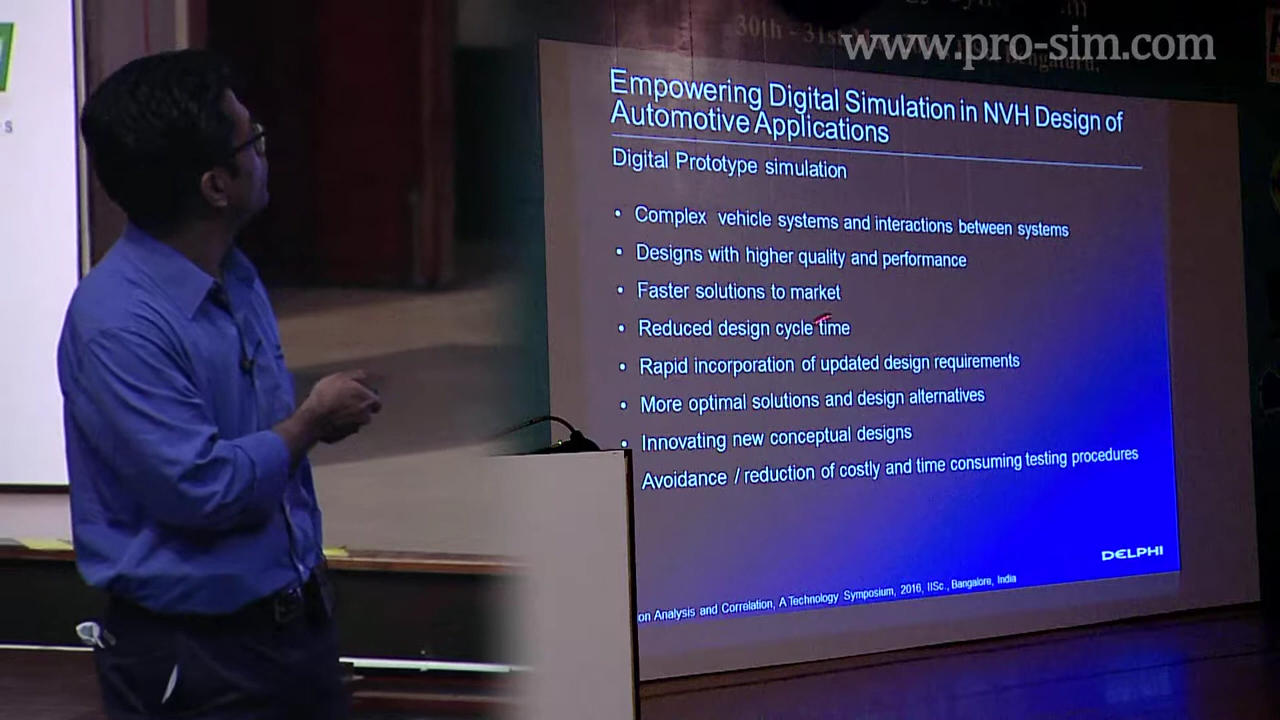 www.pro-sim.com
30th - 31st
Bengaluru.
Empowering Digital Simulation in NVH Design of
Automotive Applications
Digital Prototype simulation
• Complex vehicle systems and interactions between systems
• Designs with higher quality and performance
• Faster solutions to market
• Reduced design cycle time
• Rapid incorporation of updated design requirements
• More optimal solutions and design alternatives
• Innovating new conceptual designs
Avoidance / reduction of costly and time consuming testing procedures
DELPHI
on Analysis and Correlation, A Technology Symposium, 2016, IISc., Bangalore, India